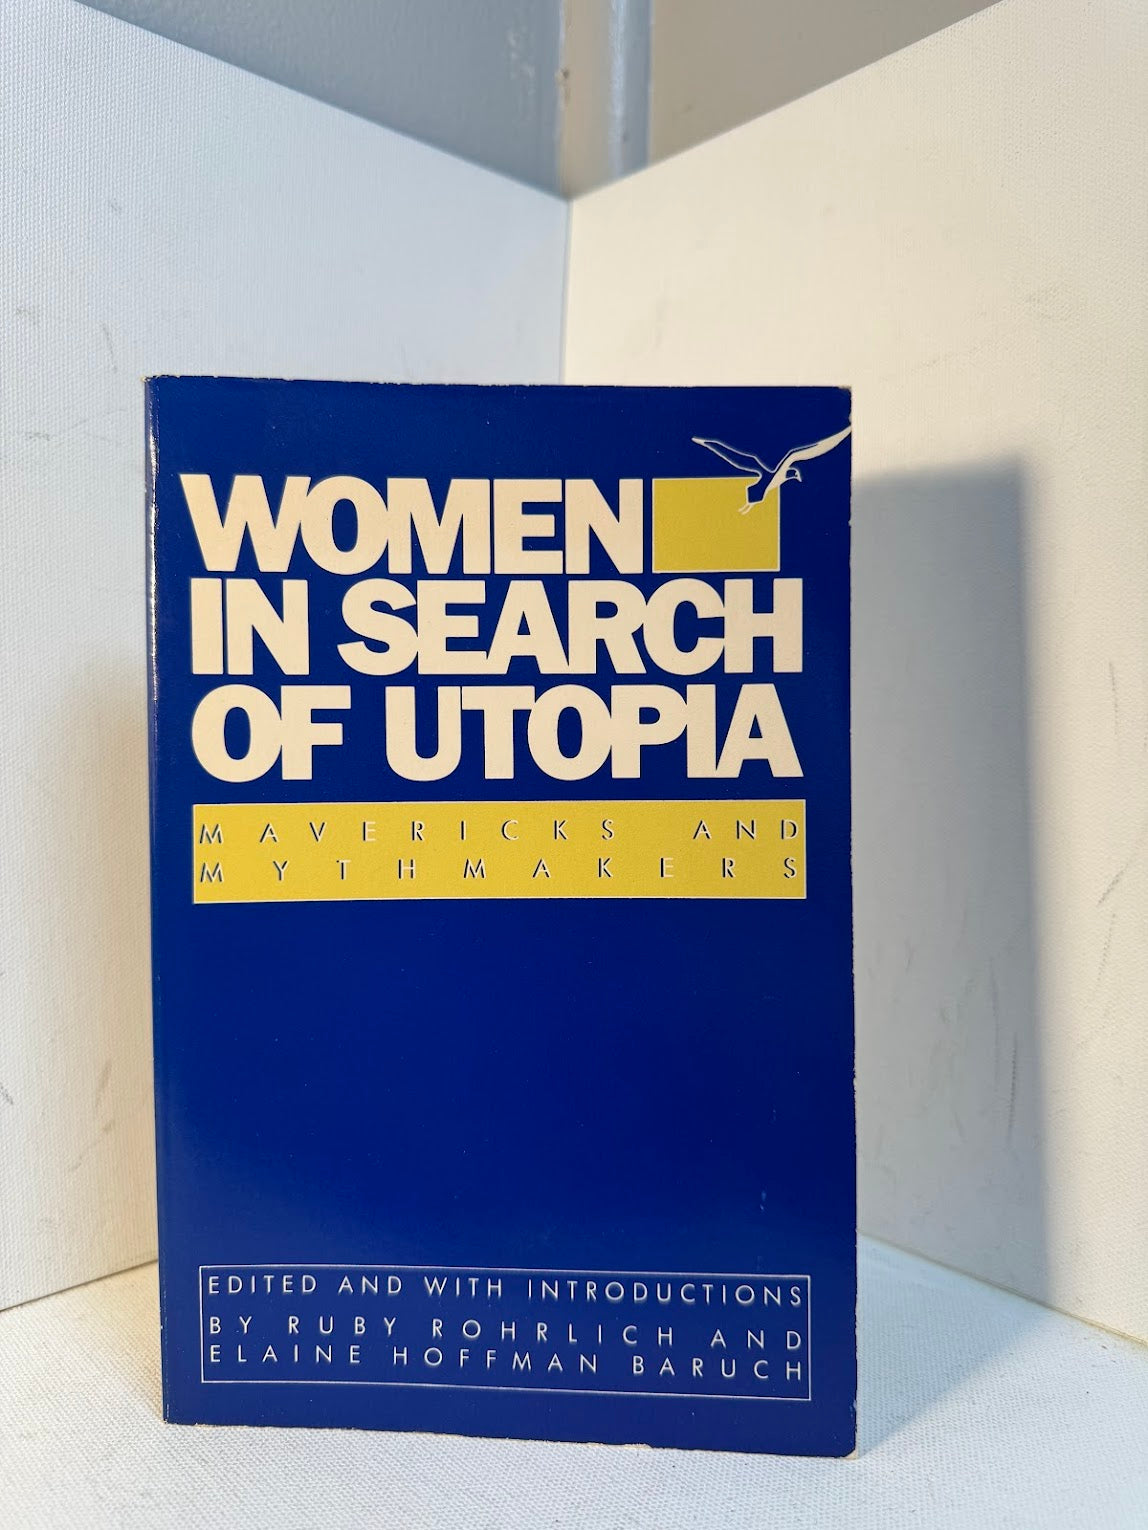 WOMEN
IN SEARCH
OF UTOPIA
MAVERICKS AND
MYTHMAKERS
EDITED AND WITH INTRODUCTIONS
BY RUBY ROHRLICH AND
ELAINE HOFFMAN BARUCH